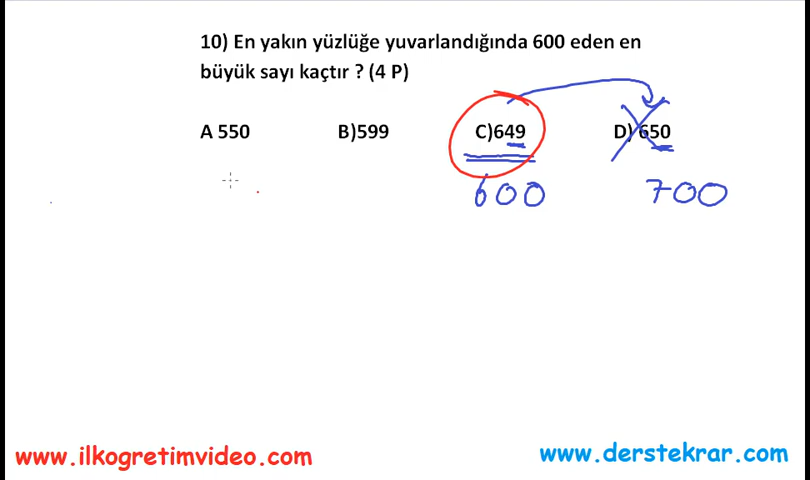 10) En yakın yüzlüğe yuvarlandığında 600 eden en
büyük sayı kaçtır ? (4 P)
A 550 B)599 C)649 D) 650
600 700
www.ilkogretimvideo.com www.derstekrar.com